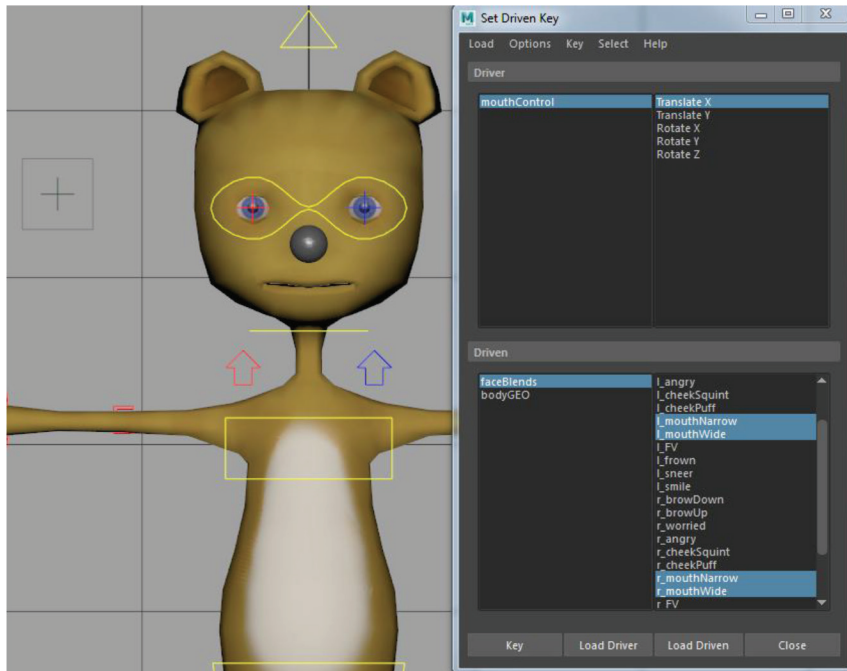 Set Driven Key
Load Options Key Select Help
Driver
mouthControl
Translate X
Translate Y
Rotate X
Rotate Y
Rotate Z
Driven
faceBlends
bodyGEO
l_angry
l_cheekSquint
l_cheekPuff
l_mouthNarrow
l_mouthWide
l_FV
l_frown
l_sneer
l_smile
r_browDown
r_browUp
r_worried
r_angry
r_cheekSquint
r_cheekPuff
r_mouthNarrow
r_mouthWide
r_FV
Key Load Driver Load Driven Close